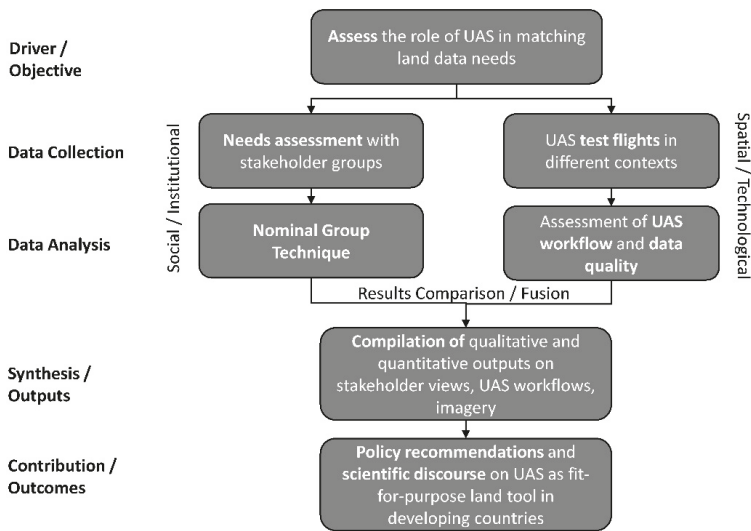 Driver /
Objective
Assess the role of UAS in matching
land data needs
Social / Institutional
Spatial / Technological
Data Collection
Needs assessment with
stakeholder groups
UAS test flights in
different contexts
Data Analysis
Nominal Group
Technique
Assessment of UAS
workflow and data
quality
Results Comparison / Fusion
Synthesis /
Outputs
Compilation of qualitative and
quantitative outputs on
stakeholder views, UAS workflows,
imagery
Contribution /
Outcomes
Policy recommendations and
scientific discourse on UAS as fit-
for-purpose land tool in
developing countries